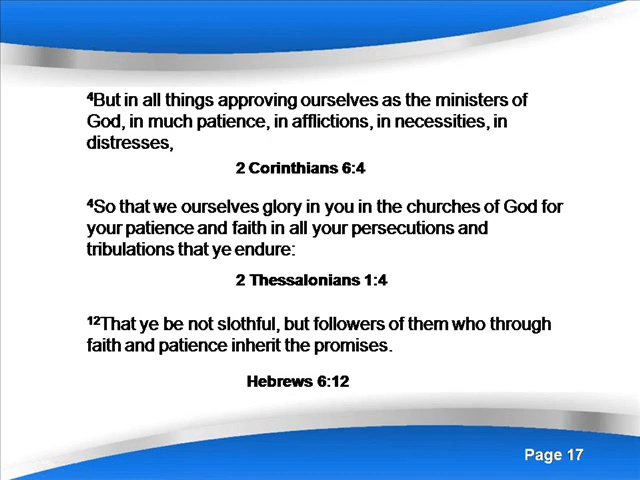 ⁴But in all things approving ourselves as the ministers of
God, in much patience, in afflictions, in necessities, in
distresses,
2 Corinthians 6:4
⁴So that we ourselves glory in you in the churches of God for
your patience and faith in all your persecutions and
tribulations that ye endure:
2 Thessalonians 1:4
¹²That ye be not slothful, but followers of them who through
faith and patience inherit the promises.
Hebrews 6:12
Page 17